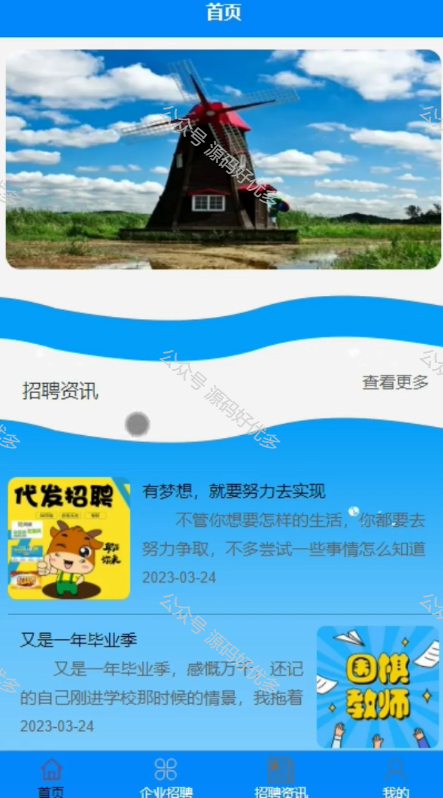 首页
公众号 源码好优多
招聘资讯
查看更多
公众号 源码好优多
代发招聘
有梦想，就要努力去实现
不管你想要怎样的生活，你都要去
努力争取，不多尝试一些事情怎么知道
2023-03-24
公众号 源码好优多
又是一年毕业季
又是一年毕业季，感慨万千，还记
的自己刚进学校那时候的情景，我拖着
2023-03-24
围棋
教师
首页
企业招聘
招聘资讯
我的